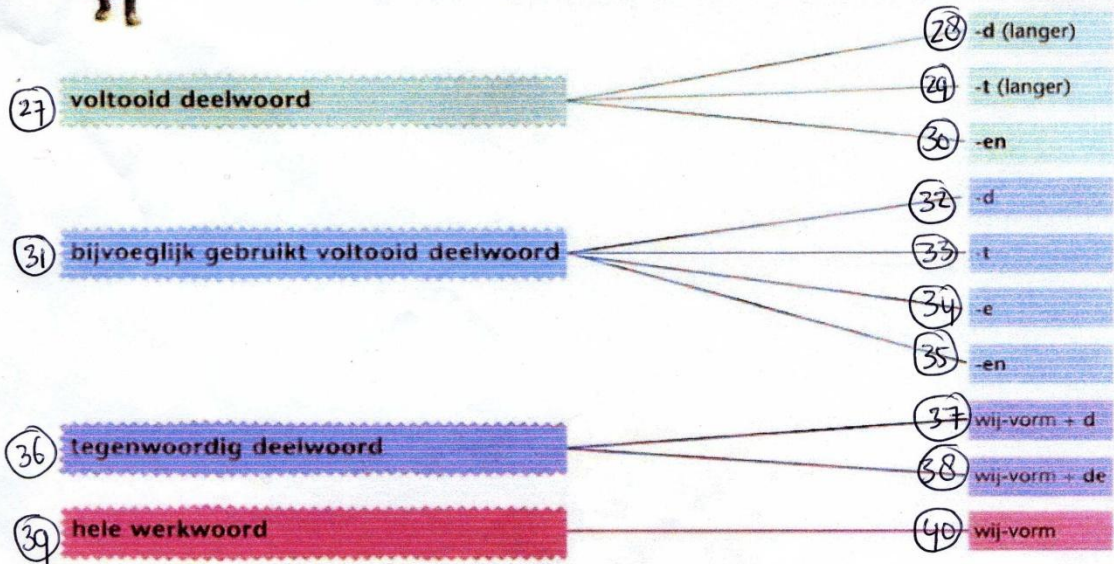 28 -d (langer)
27 voltooid deelwoord
29 -t (langer)
30 -en
32 -d
31 bijvoeglijk gebruikt voltooid deelwoord
33 -t
34 -e
35 -en
37 wij-vorm + d
36 tegenwoordig deelwoord
38 wij-vorm + de
39 hele werkwoord
40 wij-vorm